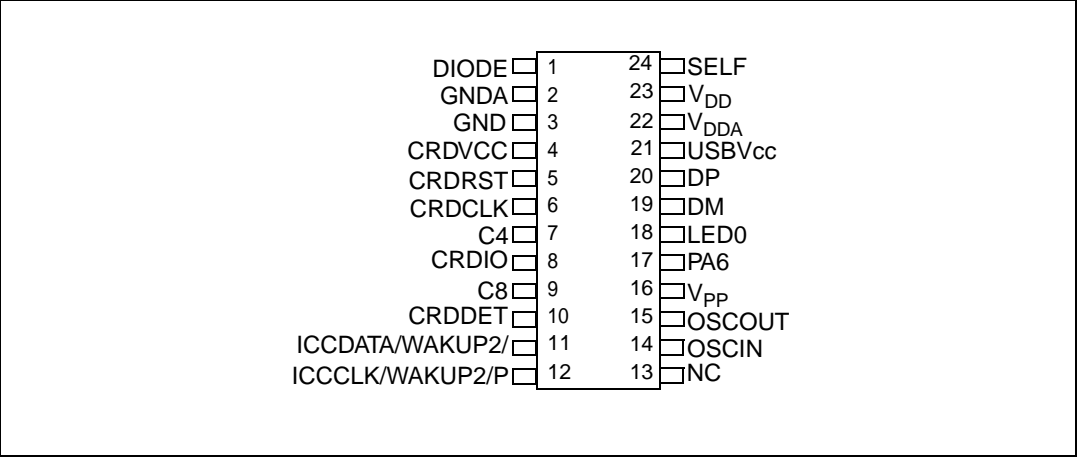 DIODE 1 24 SELF
GNDA 2 23 VDD
GND 3 22 VDDA
CRDVCC 4 21 USBVcc
CRDRST 5 20 DP
CRDCLK 6 19 DM
C4 7 18 LED0
CRDIO 8 17 PA6
C8 9 16 VPP
CRDDET 10 15 OSCOUT
ICCDATA/WAKUP2/ 11 14 OSCIN
ICCCLK/WAKUP2/P 12 13 NC